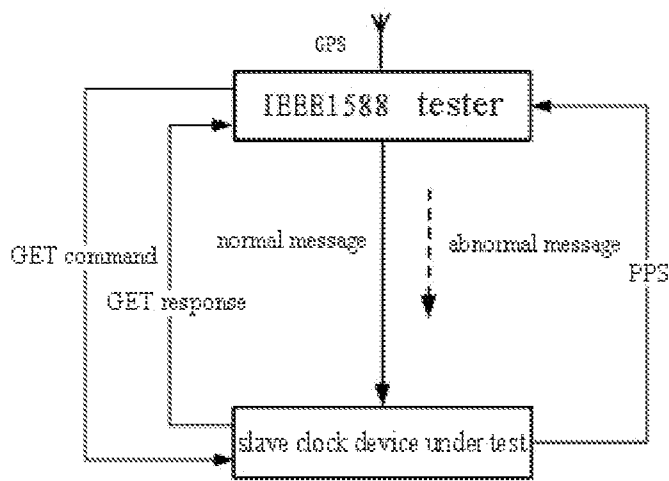 GPS
IEEE1588 tester
normal message
abnormal message
GET command
PPS
GET response
slave clock device under test